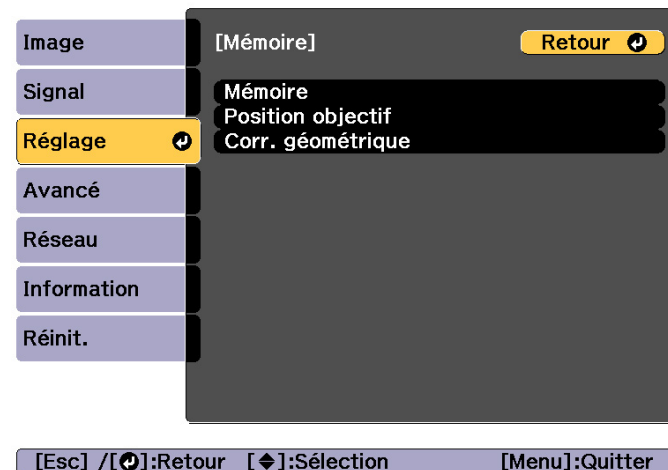 Image
[Mémoire]
Retour
Signal
Mémoire
Position objectif
Réglage
Corr. géométrique
Avancé
Réseau
Information
Réinit.
[Esc] /[⏎]:Retour [◆]:Sélection [Menu]:Quitter